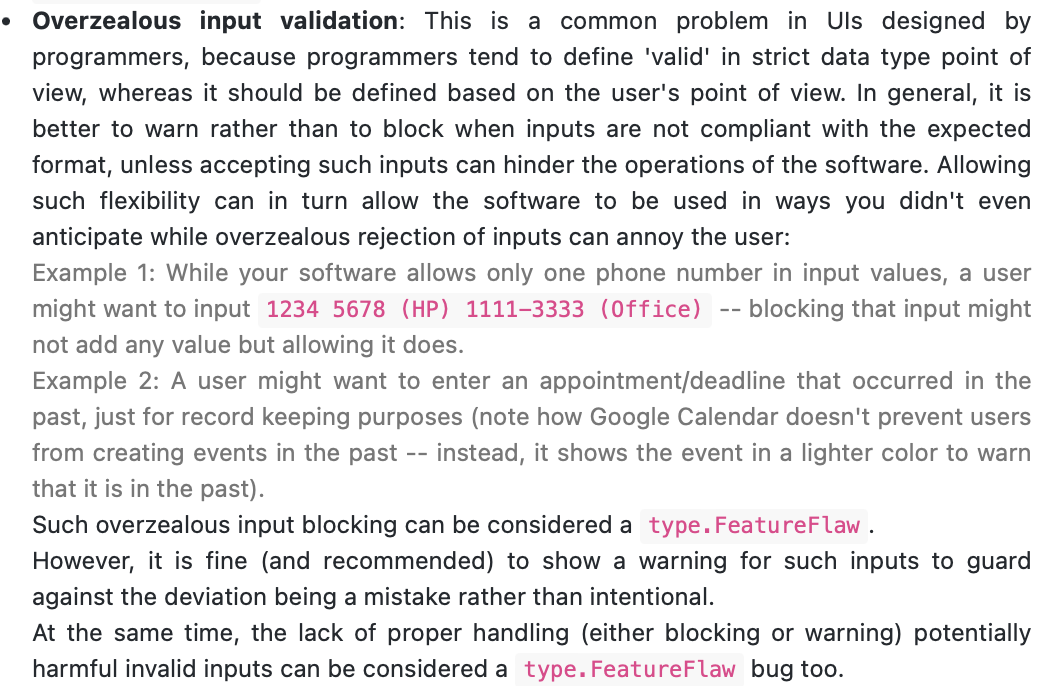 • Overzealous input validation: This is a common problem in UIs designed by
programmers, because programmers tend to define 'valid' in strict data type point of
view, whereas it should be defined based on the user's point of view. In general, it is
better to warn rather than to block when inputs are not compliant with the expected
format, unless accepting such inputs can hinder the operations of the software. Allowing
such flexibility can in turn allow the software to be used in ways you didn't even
anticipate while overzealous rejection of inputs can annoy the user:
Example 1: While your software allows only one phone number in input values, a user
might want to input 1234 5678 (HP) 1111-3333 (Office) -- blocking that input might
not add any value but allowing it does.
Example 2: A user might want to enter an appointment/deadline that occurred in the
past, just for record keeping purposes (note how Google Calendar doesn't prevent users
from creating events in the past -- instead, it shows the event in a lighter color to warn
that it is in the past).
Such overzealous input blocking can be considered a type.FeatureFlaw.
However, it is fine (and recommended) to show a warning for such inputs to guard
against the deviation being a mistake rather than intentional.
At the same time, the lack of proper handling (either blocking or warning) potentially
harmful invalid inputs can be considered a type.FeatureFlaw bug too.